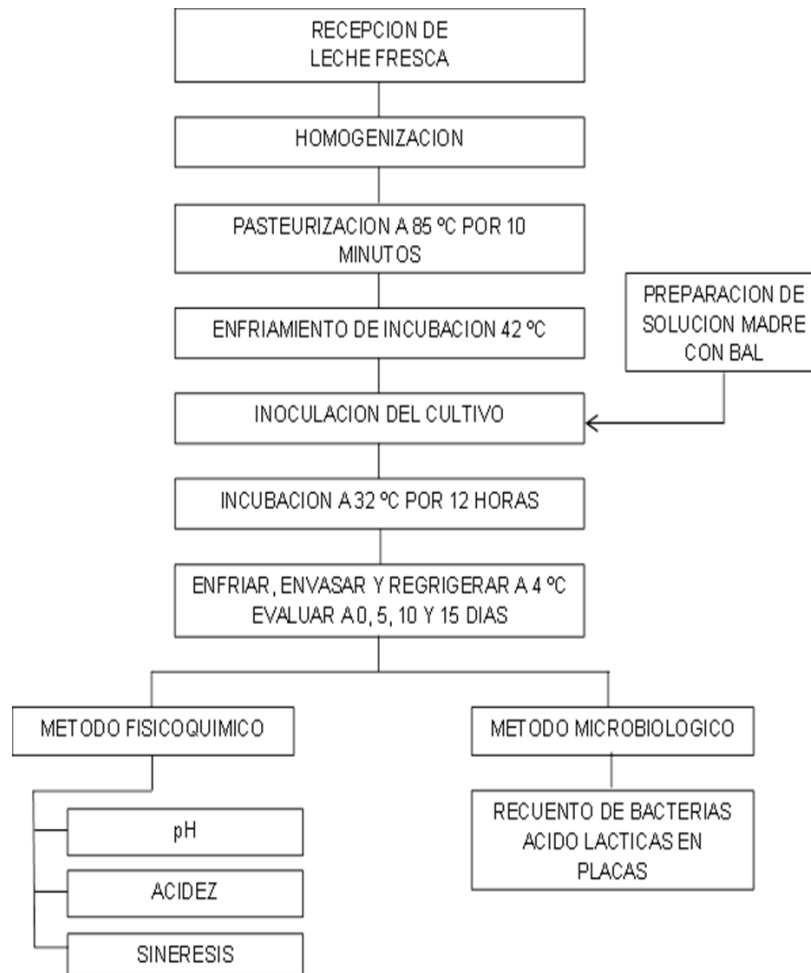 RECEPCION DE
LECHE FRESCA
HOMOGENIZACION
PASTEURIZACION A 85 ºC POR 10
MINUTOS
ENFRIAMIENTO DE INCUBACION 42 ºC
PREPARACION DE
SOLUCION MADRE
CON BAL
INOCULACION DEL CULTIVO
INCUBACION A 32 ºC POR 12 HORAS
ENFRIAR, ENVASAR Y REGRIGERAR A 4 ºC
EVALUAR A 0, 5, 10 Y 15 DIAS
METODO FISICOQUIMICO
METODO MICROBIOLOGICO
pH
ACIDEZ
SINERESIS
RECUENTO DE BACTERIAS
ACIDO LACTICAS EN
PLACAS